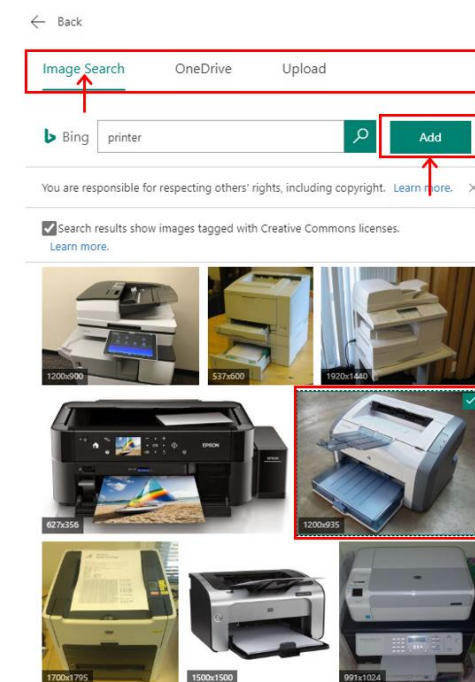 Back
Image Search OneDrive Upload
Bing printer Add
You are responsible for respecting others' rights, including copyright. Learn more.
Search results show images tagged with Creative Commons licenses.
Learn more.
1200x900 537x600 1920x1440
EPSON
627x356 1200x935
1700x1795 1500x1500 991x1024